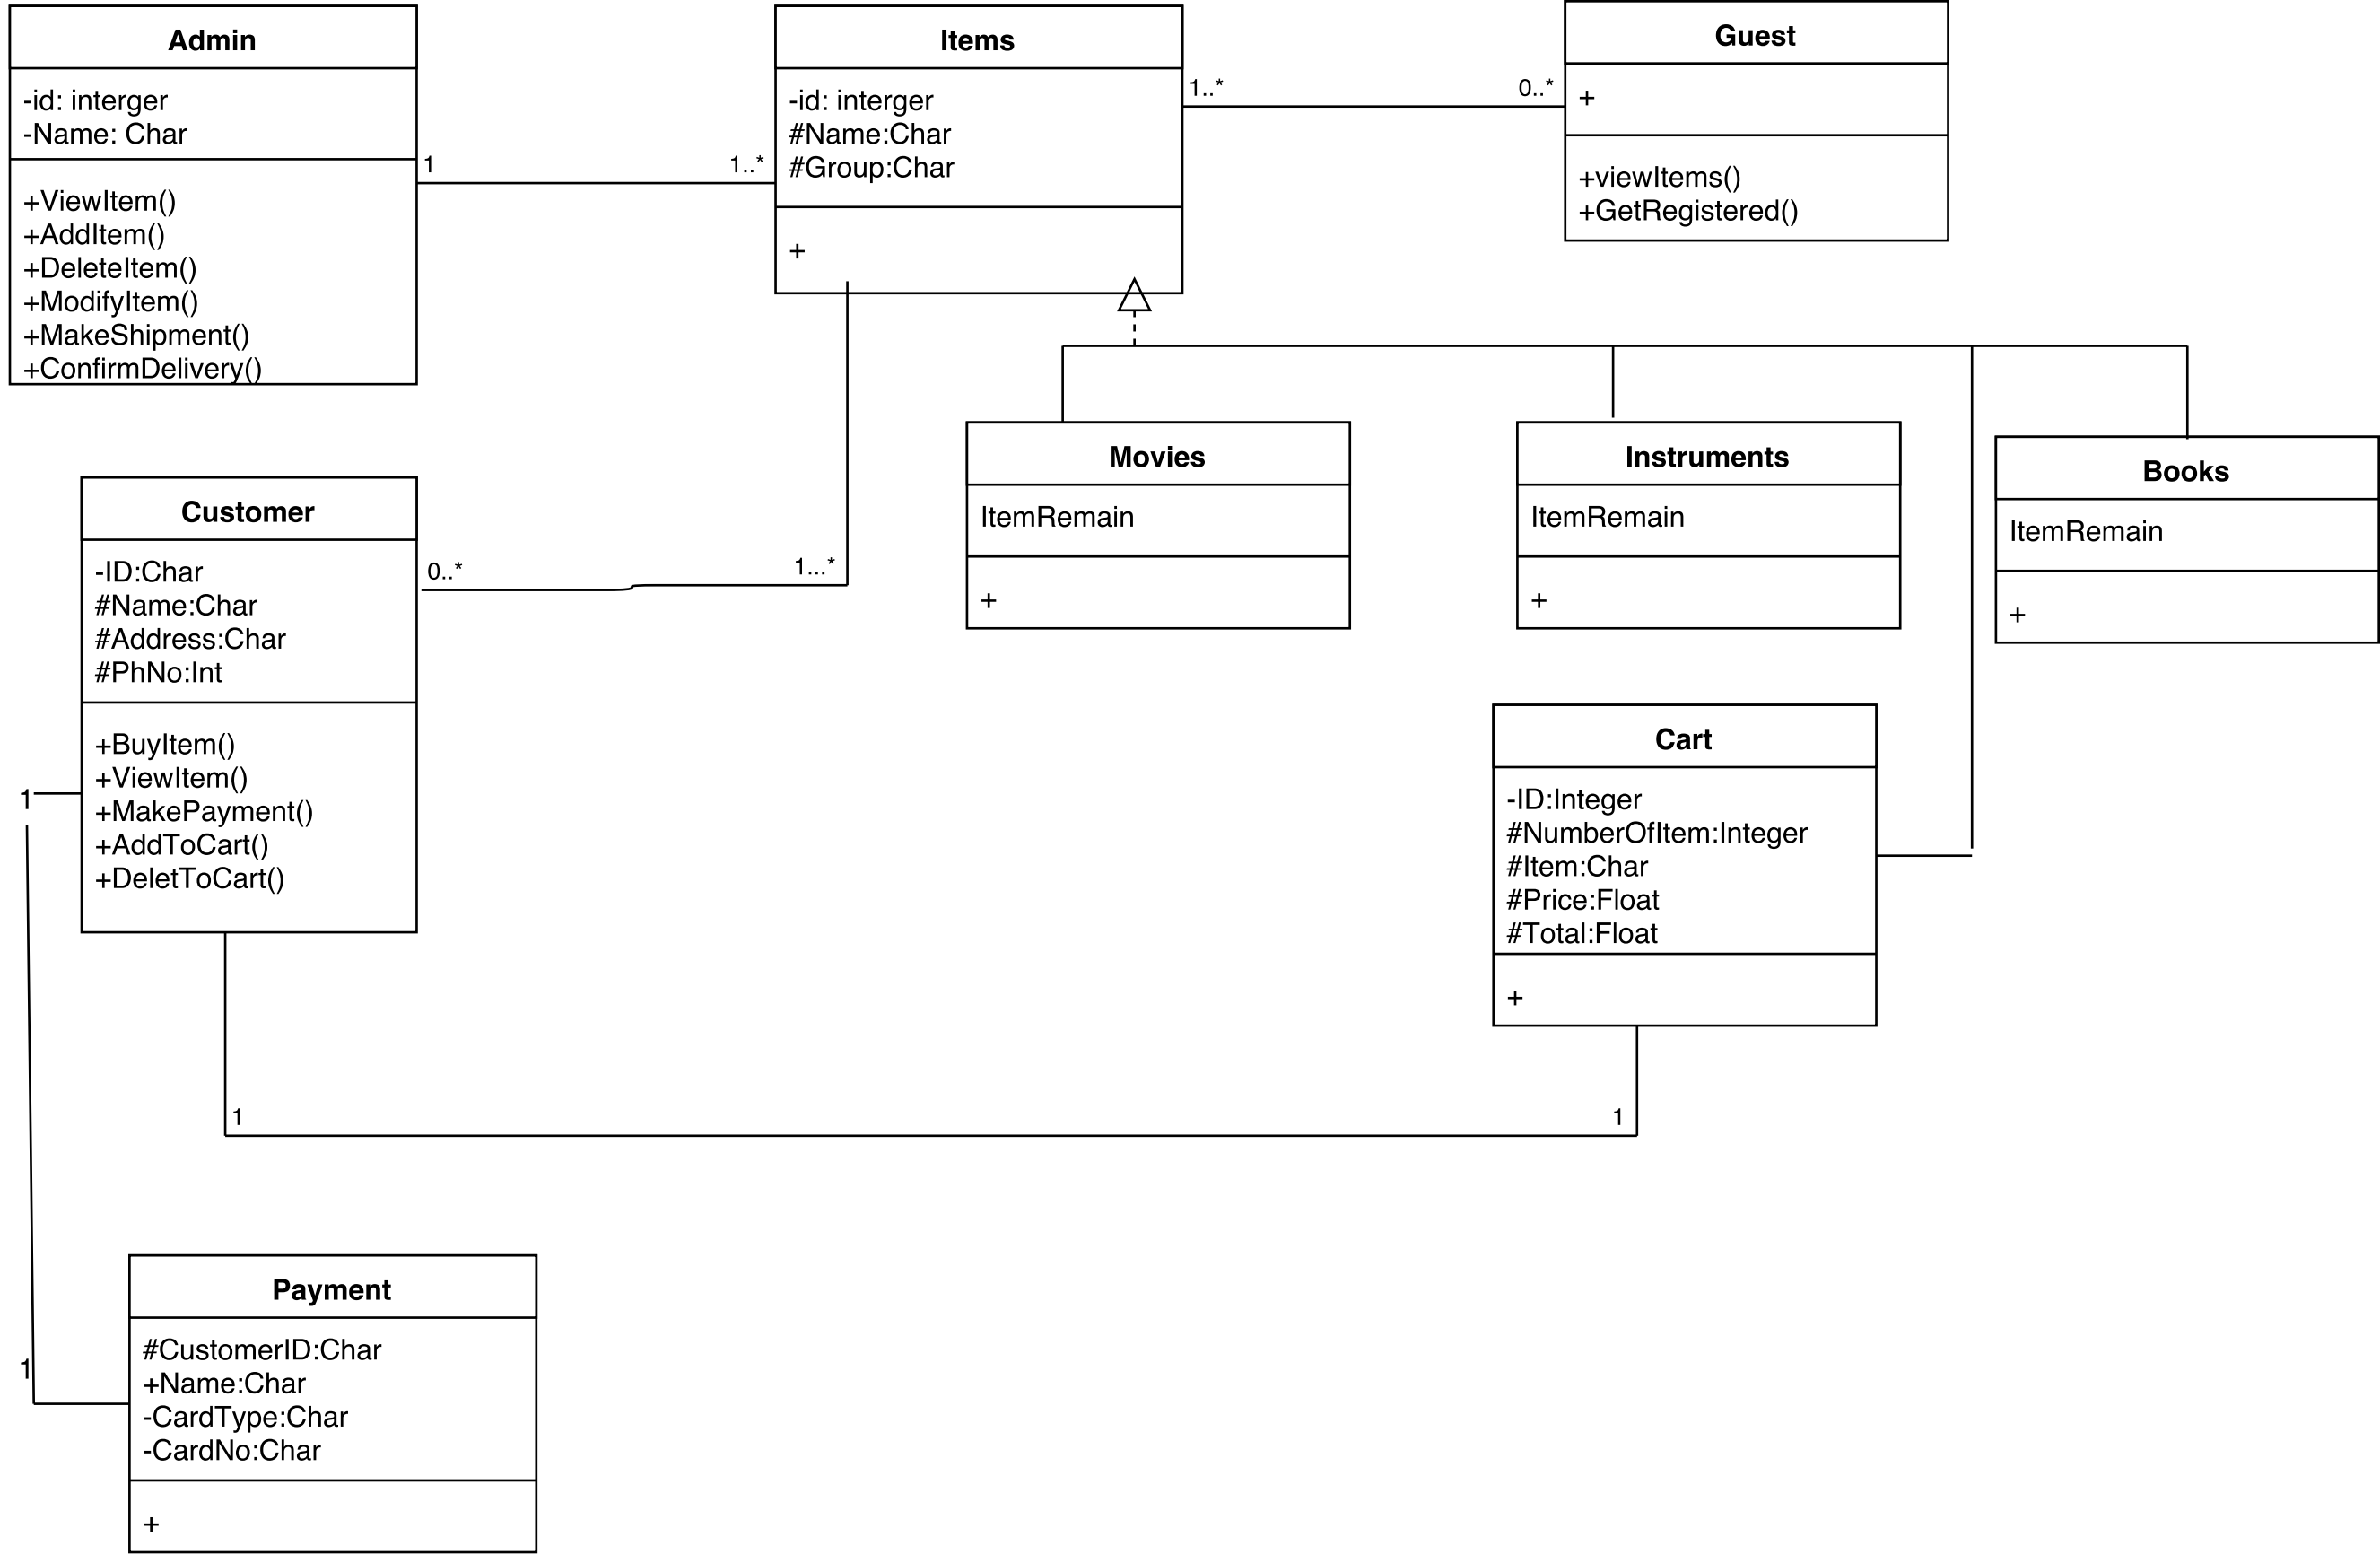 Admin
-id: interger
-Name: Char
+ViewItem()
+AddItem()
+DeleteItem()
+ModifyItem()
+MakeShipment()
+ConfirmDelivery()
1
1..*
Items
-id: interger
#Name:Char
#Group:Char
+
1..*
0..*
Guest
+
+viewItems()
+GetRegistered()
Movies
ItemRemain
+
Instruments
ItemRemain
+
Books
ItemRemain
+
Customer
-ID:Char
#Name:Char
#Address:Char
#PhNo:Int
+BuyItem()
+ViewItem()
+MakePayment()
+AddToCart()
+DeletToCart()
0..*
1...*
1
Cart
-ID:Integer
#NumberOfItem:Integer
#Item:Char
#Price:Float
#Total:Float
+
1
1
1
Payment
#CustomerID:Char
+Name:Char
-CardType:Char
-CardNo:Char
+